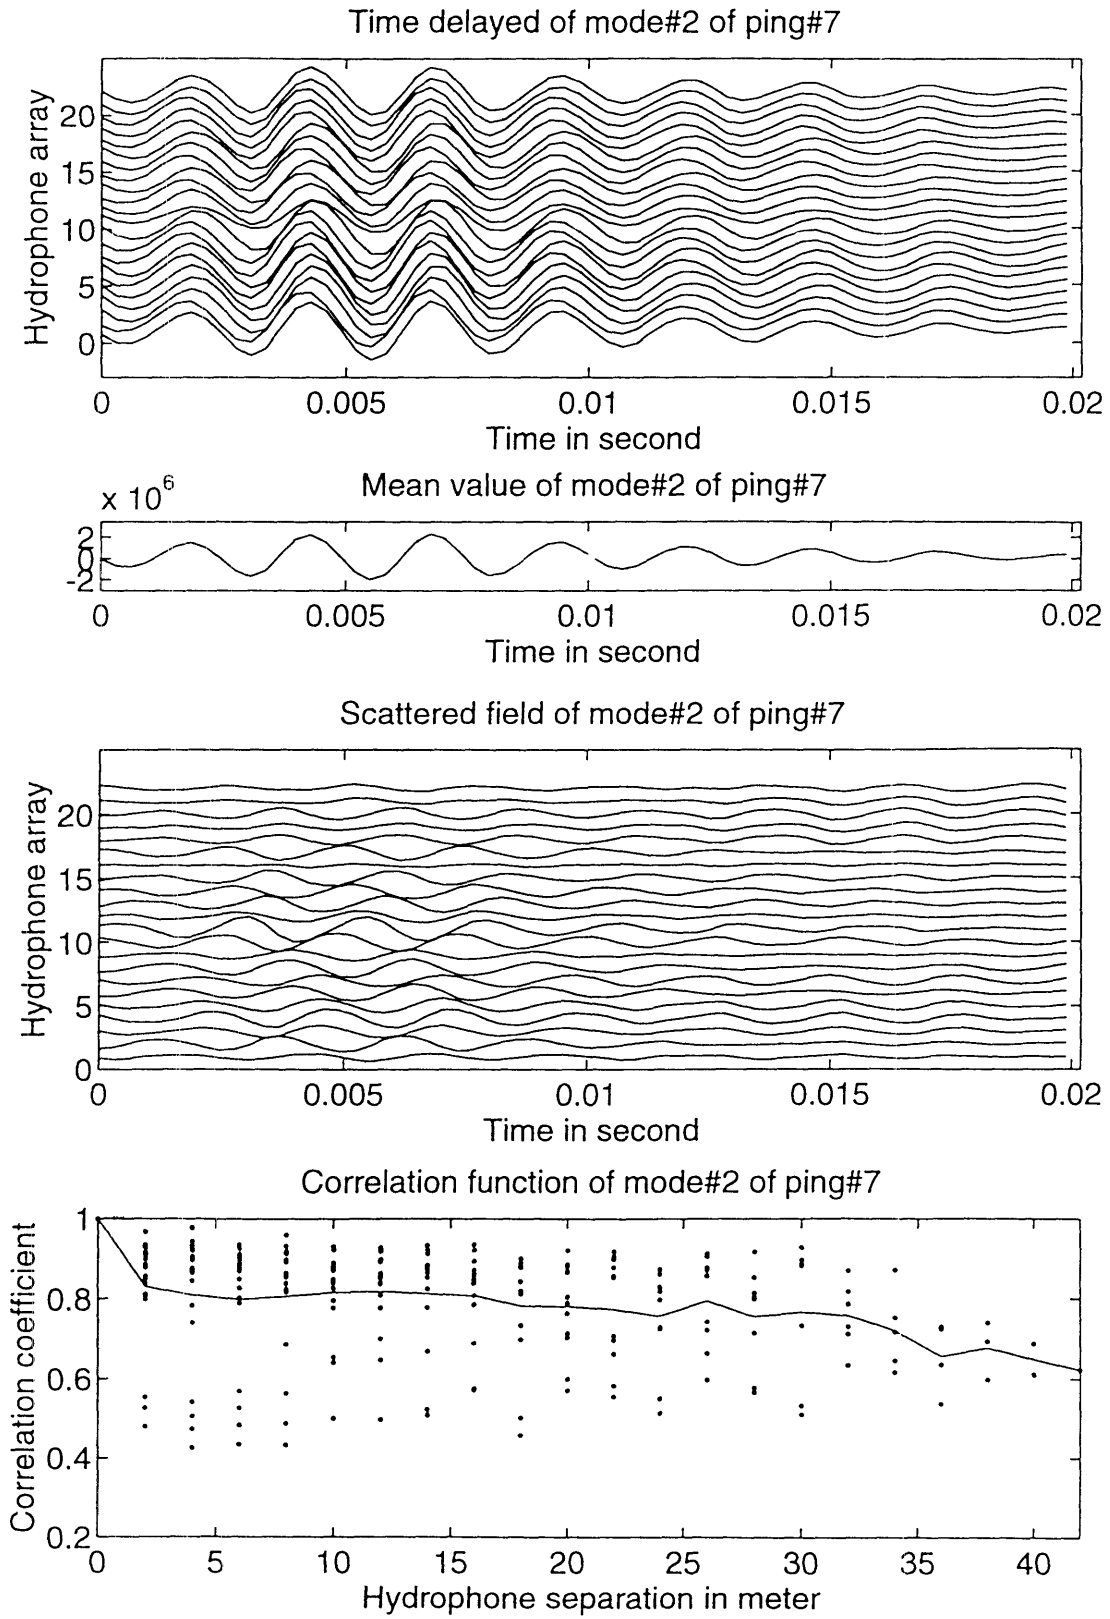 Time delayed of mode#2 of ping#7
Hydrophone array
20
15
10
5
0
0 0.005 0.01 0.015 0.02
Time in second
Mean value of mode#2 of ping#7
x 10^6
2
0
-2
0 0.005 0.01 0.015 0.02
Time in second
Scattered field of mode#2 of ping#7
Hydrophone array
20
15
10
5
0
0 0.005 0.01 0.015 0.02
Time in second
Correlation function of mode#2 of ping#7
Correlation coefficient
1
0.8
0.6
0.4
0.2
0 5 10 15 20 25 30 35 40
Hydrophone separation in meter